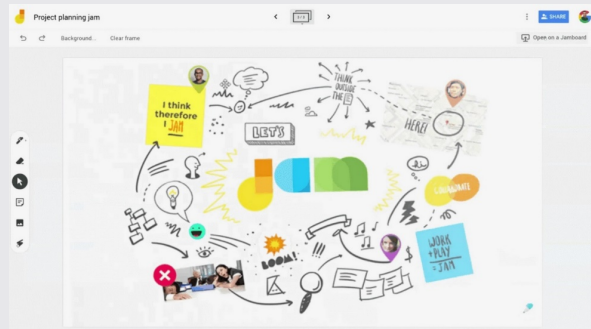 Project planning jam
SHARE
Background...
Clear frame
Open on a Jamboard
I think
therefore
I JAM
THINK
OUTSIDE
THE
HERE!
LET'S
Jam
COLLABORATE
BOOM!
WORK
+PLAY
=JAM
$